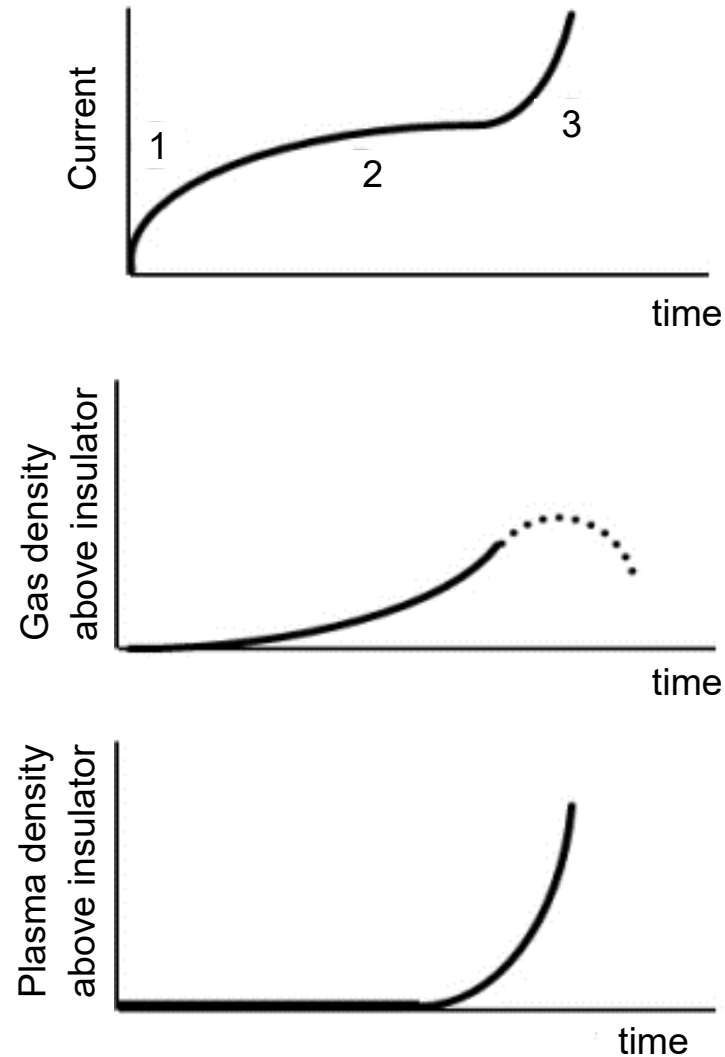 Current
1
2
3
time
Gas density
above insulator
time
Plasma density
above insulator
time